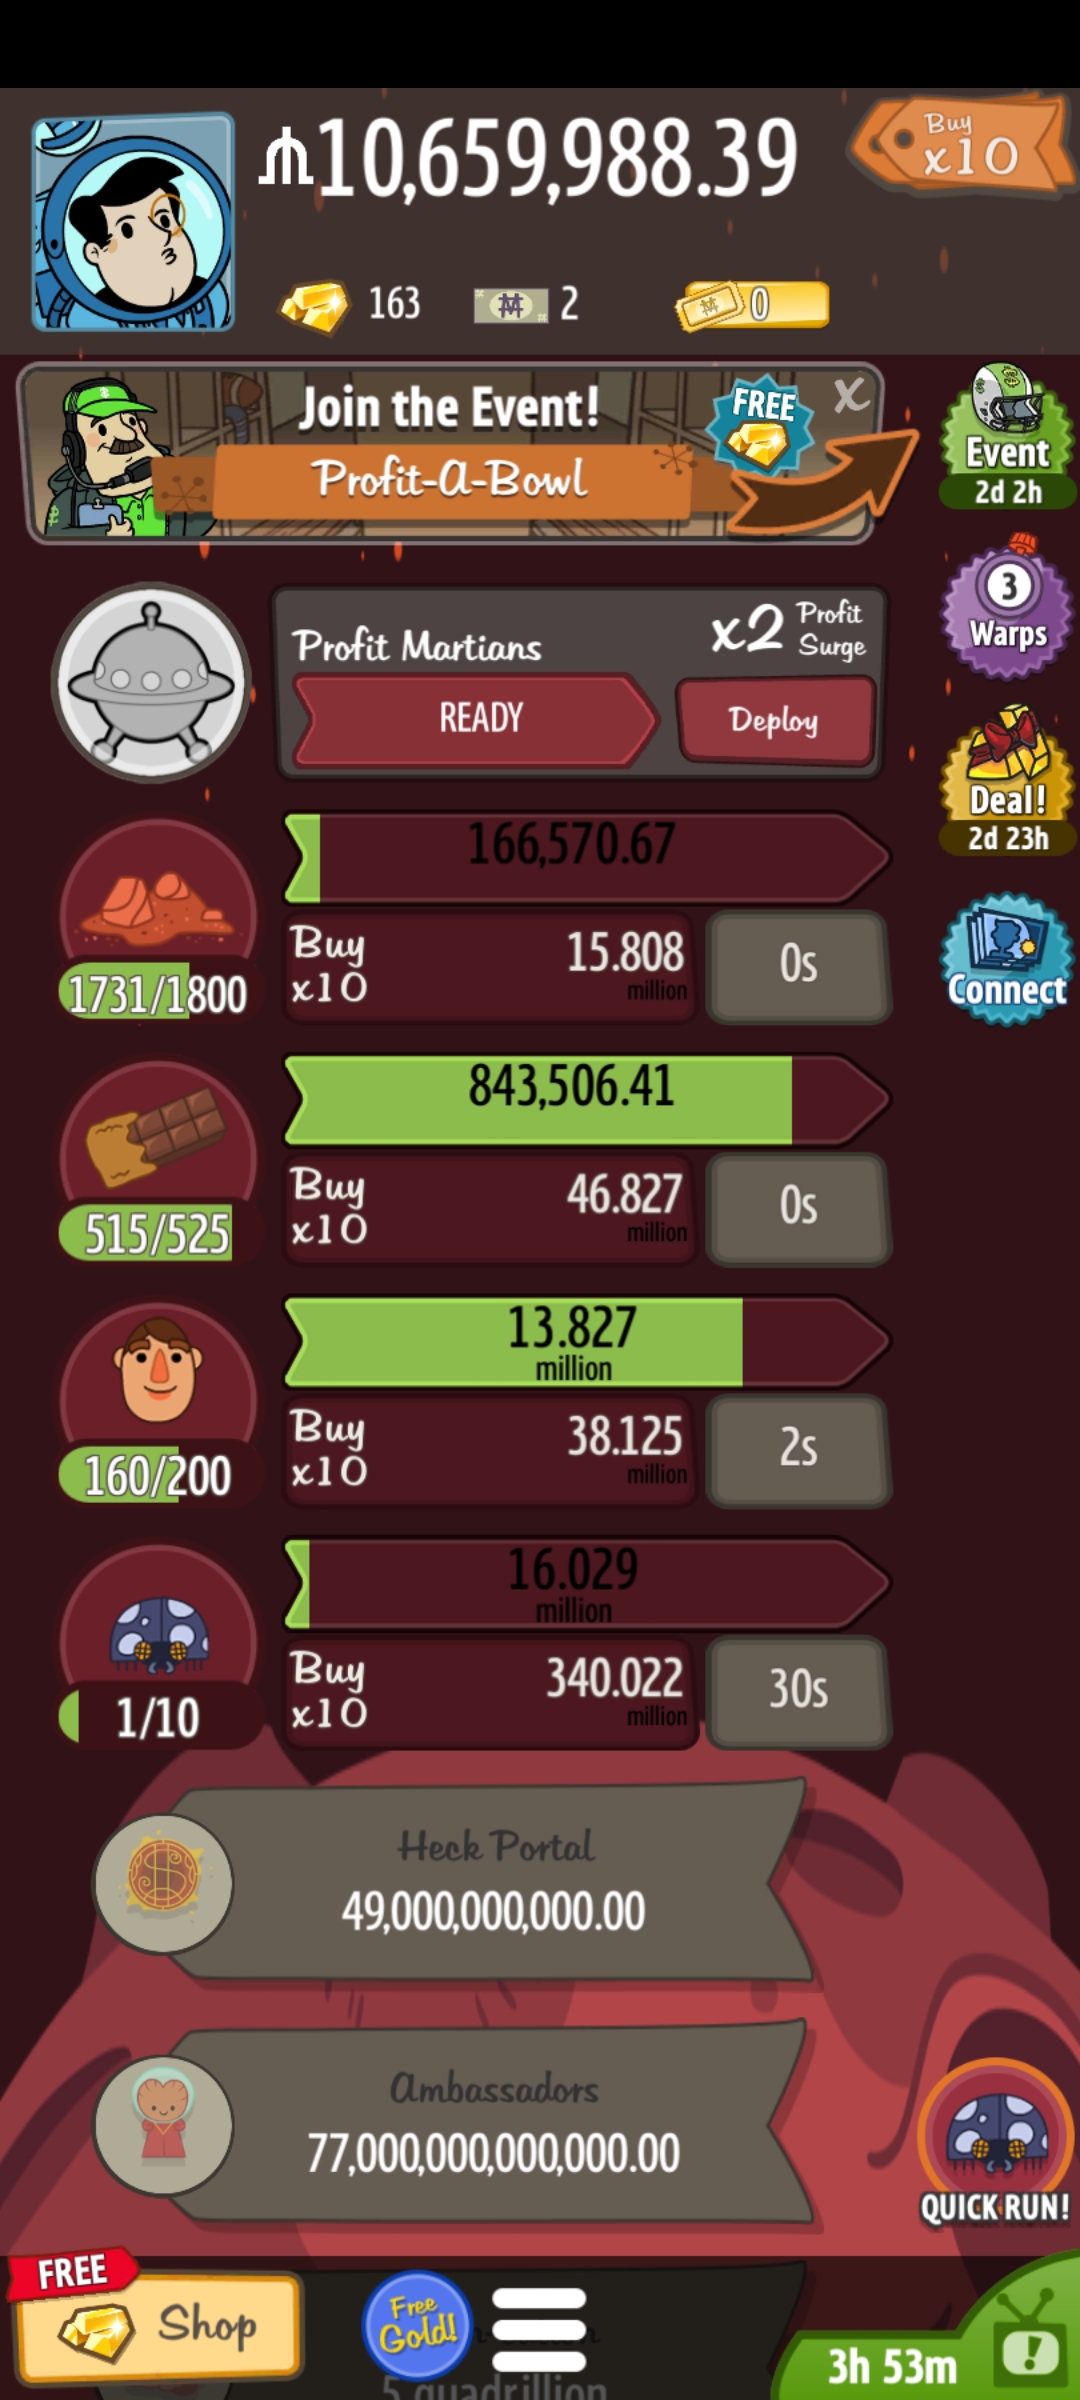 ₼10,659,988.39
Buy
x10
163
2
0
Join the Event!
Profit-A-Bowl
FREE
x
Event
2d 2h
3
Warps
Profit Martians
x2 Profit
Surge
READY
Deploy
Deal!
2d 23h
166,570.67
1731/1800
Buy
x10
15.808
million
0s
Connect
843,506.41
515/525
Buy
x10
46.827
million
0s
13.827
million
160/200
Buy
x10
38.125
million
2s
16.029
million
1/10
Buy
x10
340.022
million
30s
Heck Portal
49,000,000,000.00
Ambassadors
77,000,000,000,000.00
QUICK RUN!
FREE
Shop
Free
Gold!
5 quadrillion
3h 53m
!